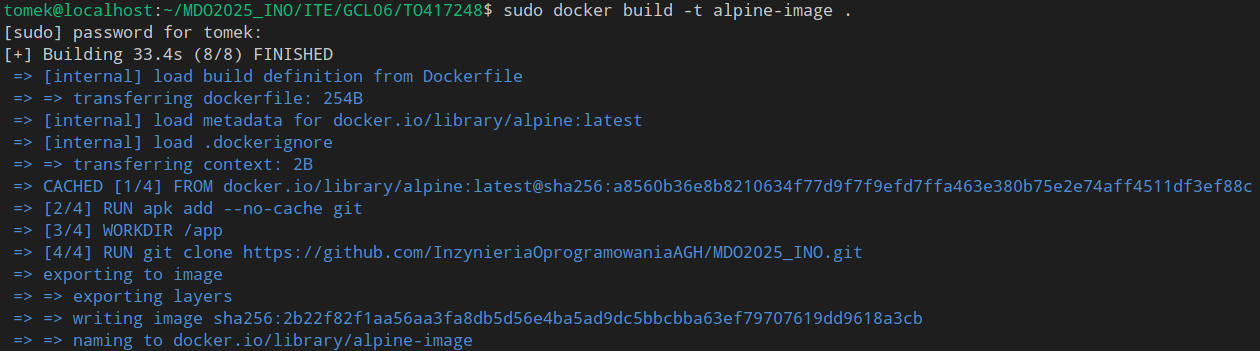 tomek@localhost:~/MDO2025_INO/ITE/GCL06/TO417248$ sudo docker build -t alpine-image .
[sudo] password for tomek:
[+] Building 33.4s (8/8) FINISHED
=> [internal] load build definition from Dockerfile
=> => transferring dockerfile: 254B
=> [internal] load metadata for docker.io/library/alpine:latest
=> [internal] load .dockerignore
=> => transferring context: 2B
=> CACHED [1/4] FROM docker.io/library/alpine:latest@sha256:a8560b36e8b8210634f77d9f7f9efd7ffa463e380b75e2e74aff4511df3ef88c
=> [2/4] RUN apk add --no-cache git
=> [3/4] WORKDIR /app
=> [4/4] RUN git clone https://github.com/InzynieriaOprogramowaniaAGH/MDO2025_INO.git
=> exporting to image
=> => exporting layers
=> => writing image sha256:2b22f82f1aa56aa3fa8db5d56e4ba5ad9dc5bbcbba63ef79707619dd9618a3cb
=> => naming to docker.io/library/alpine-image